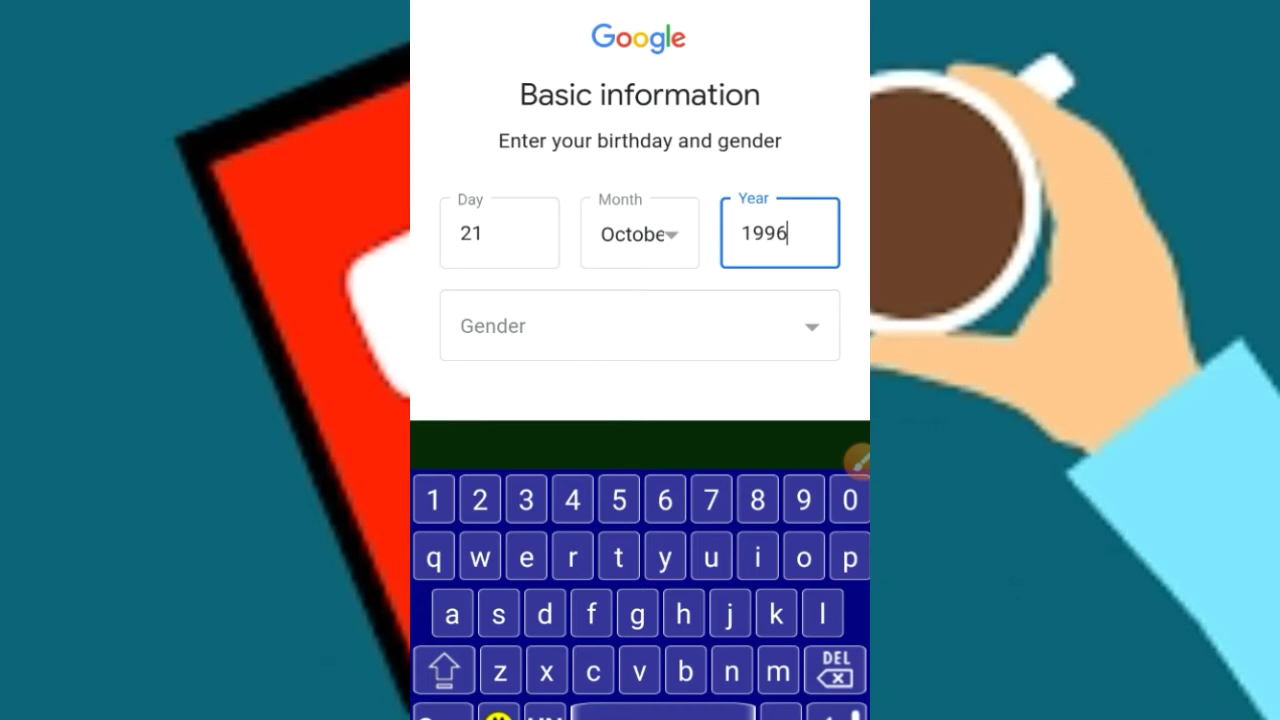 Google
Basic information
Enter your birthday and gender
Day Month Year
21 Octobe 1996
Gender
1 2 3 4 5 6 7 8 9 0
q w e r t y u i o p
a s d f g h j k l
z x c v b n m DEL